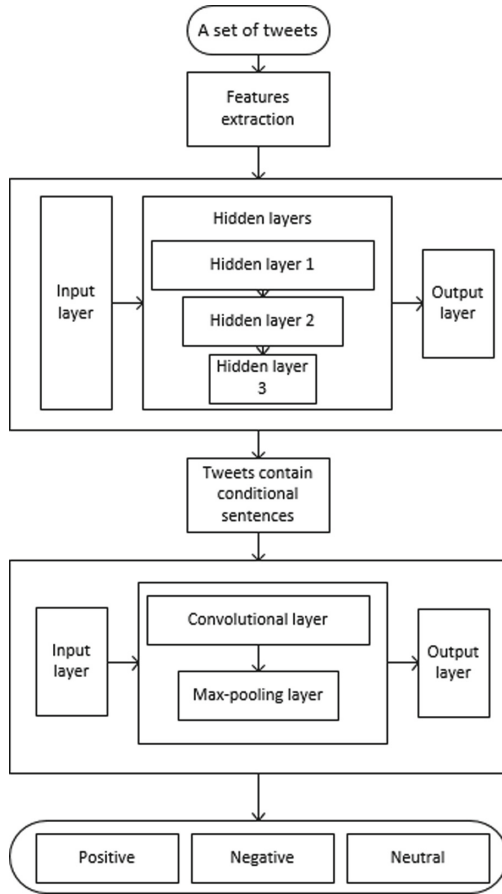 A set of tweets
Features
extraction
Hidden layers
Input
layer
Hidden layer 1
Hidden layer 2
Hidden layer
3
Output
layer
Tweets contain
conditional
sentences
Input
layer
Convolutional layer
Max-pooling layer
Output
layer
Positive
Negative
Neutral